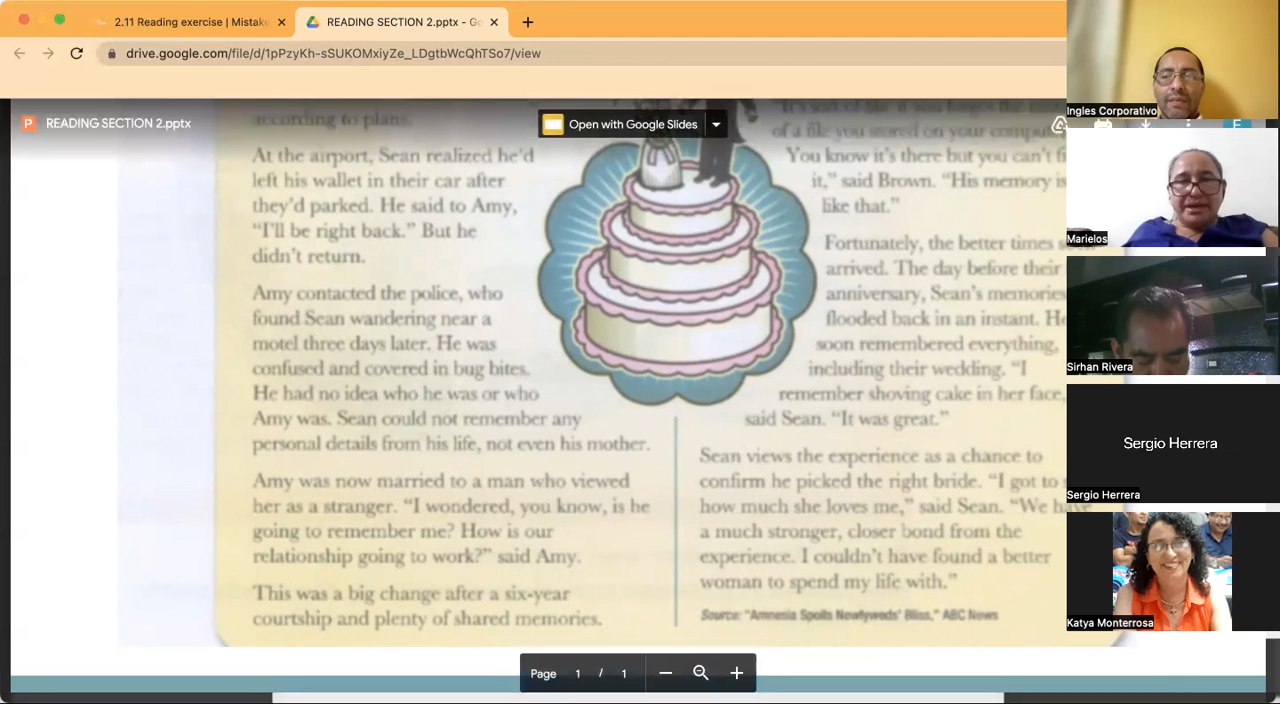 2.11 Reading exercise | Mistake
READING SECTION 2.pptx - Go
drive.google.com/file/d/1pPzyKh-sSUKOMxiyZe_LDgtbWcQhTSo7/view
READING SECTION 2.pptx
Open with Google Slides
according to plan.
At the airport, Sean realized he'd
left his wallet in their car after
they'd parked. He said to Amy,
"I'll be right back." But he
didn't return.
Amy contacted the police, who
found Sean wandering near a
motel three days later. He was
confused and covered in bug bites.
He had no idea who he was or who
Amy was. Sean could not remember any
personal details from his life, not even his mother.
Amy was now married to a man who viewed
her as a stranger. "I wondered, you know, is he
going to remember me? How is our
relationship going to work?" said Amy.
This was a big change after a six-year
courtship and plenty of shared memories.
of a file you stored on your
You know it's there but you can't
it," said Brown. "His memory is
like that."
Fortunately, the better times
arrived. The day before their
anniversary, Sean's memories
flooded back in an instant. He
soon remembered everything,
including their wedding. "I
remember shoving cake in her face,
said Sean. "It was great."
Sean views the experience as a chance to
confirm he picked the right bride. "I got to
how much she loves me," said Sean. "We have
a much stronger, closer bond from the
experience. I couldn't have found a better
woman to spend my life with."
Source: "Amnesia Spoils Newlyweds' Bliss," ABC News
Page 1 / 1
Ingles Corporativo
Marielos
Sirhan Rivera
Sergio Herrera
Sergio Herrera
Katya Monterrosa